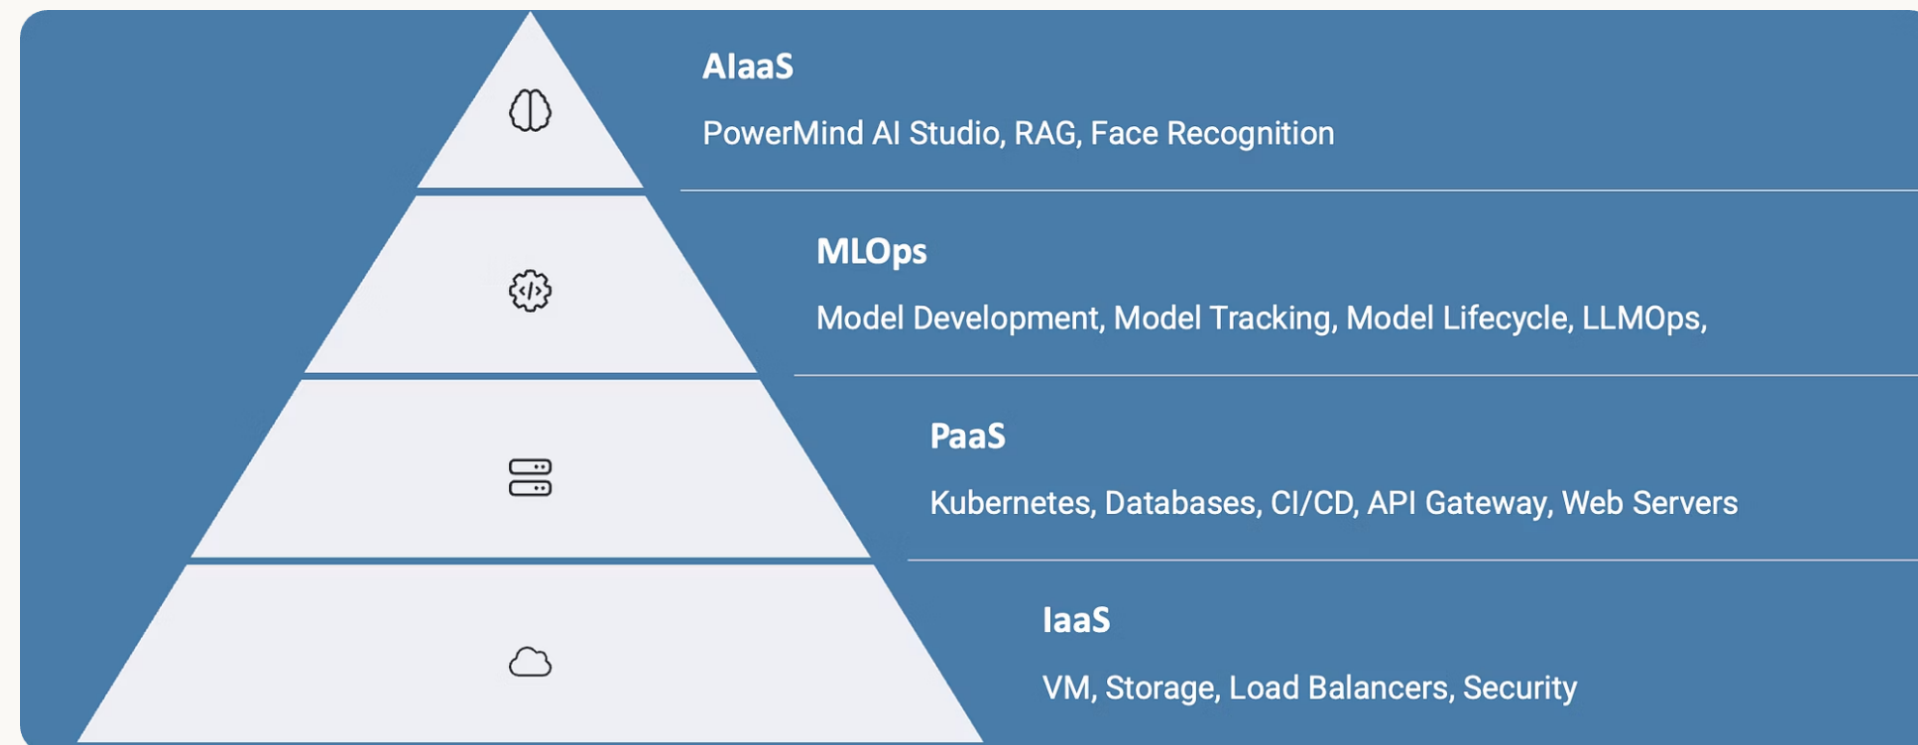 AIaaS
PowerMind AI Studio, RAG, Face Recognition
MLOps
Model Development, Model Tracking, Model Lifecycle, LLMOps,
PaaS
Kubernetes, Databases, CI/CD, API Gateway, Web Servers
IaaS
VM, Storage, Load Balancers, Security